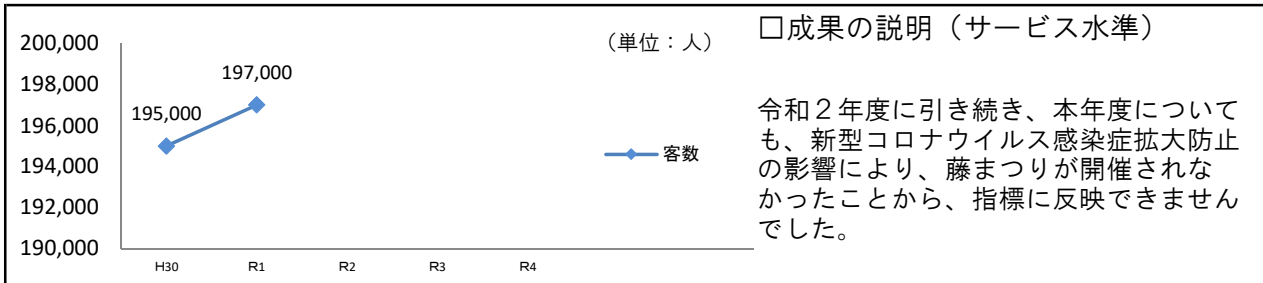 200,000
198,000
196,000
194,000
192,000
190,000
195,000
197,000
（単位：人）
客数
H30 R1 R2 R3 R4
□成果の説明（サービス水準）
令和２年度に引き続き、本年度について
も、新型コロナウイルス感染症拡大防止
の影響により、藤まつりが開催されな
かったことから、指標に反映できません
でした。